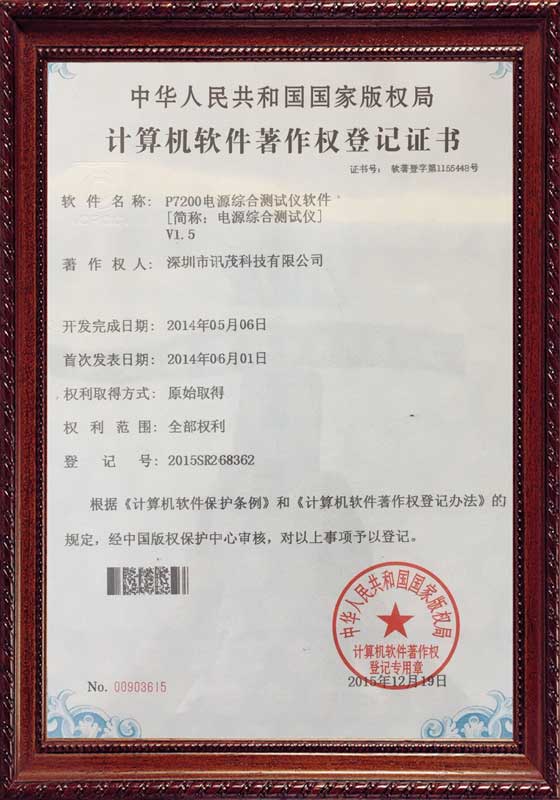 中华人民共和国国家版权局
计算机软件著作权登记证书
证书号: 软著登字第1155448号
软件名称: P7200电源综合测试仪软件
[简称: 电源综合测试仪]
V1.5
著作权人: 深圳市讯茂科技有限公司
开发完成日期: 2014年05月06日
首次发表日期: 2014年06月01日
权利取得方式: 原始取得
权利范围: 全部权利
登记号: 2015SR268362
根据《计算机软件保护条例》和《计算机软件著作权登记办法》的
规定，经中国版权保护中心审核，对以上事项予以登记。
中华人民共和国国家版权局
计算机软件著作权
登记专用章
2015年12月19日
No. 00903615